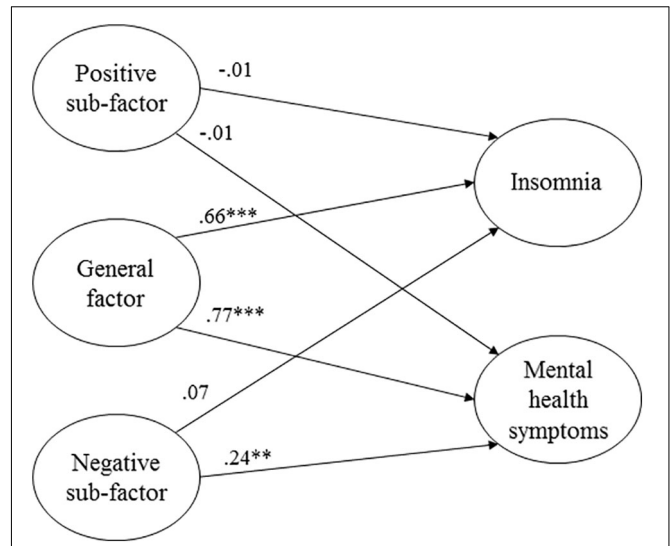 Positive
sub-factor
-.01
-.01
Insomnia
.66***
General
factor
.77***
Mental
health
symptoms
.07
Negative
sub-factor
.24**